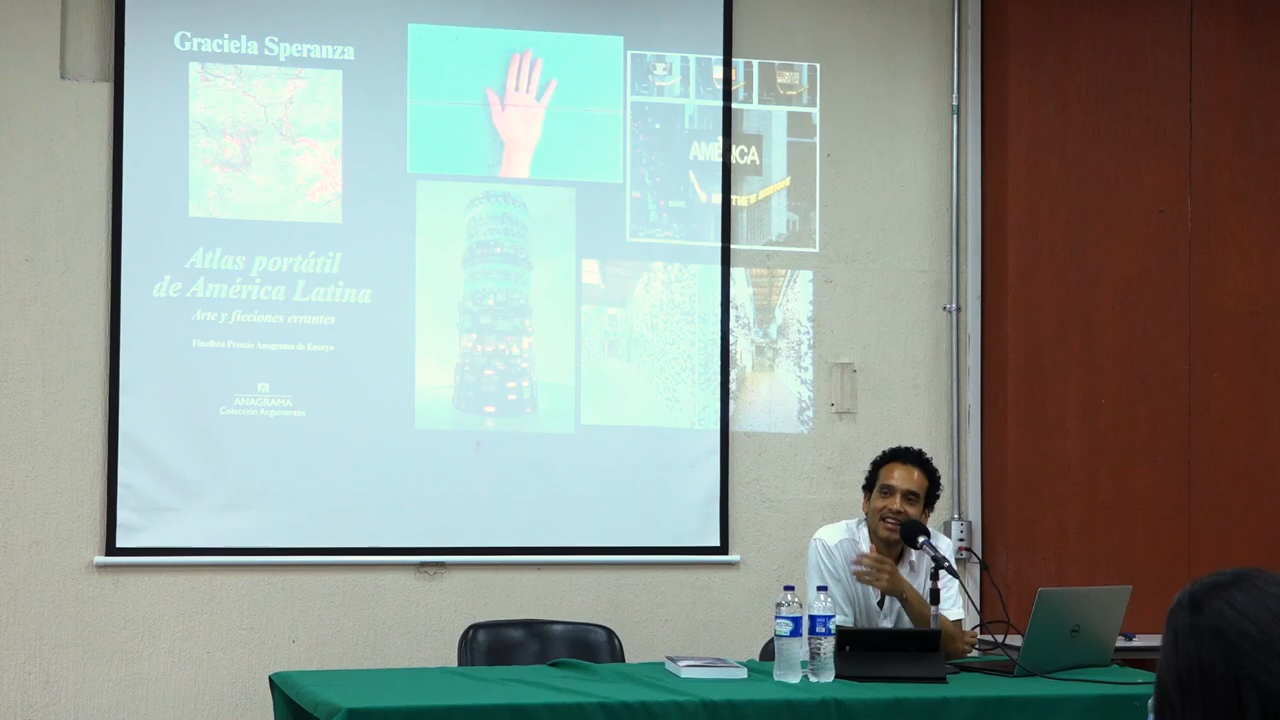 Graciela Speranza
Atlas portátil
de América Latina
Arte y ficciones errantes
Finalista Premio Anagrama de Ensayo
ANAGRAMA
Colección Argumentos
AMÉRICA
DELL